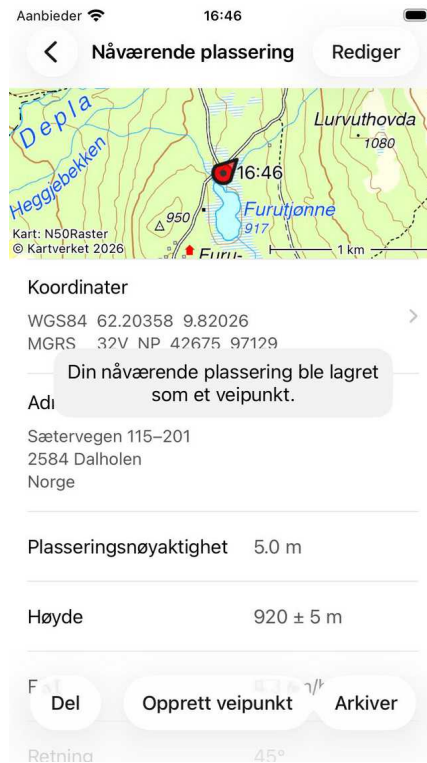 Aanbieder 16:46
Nåværende plassering Rediger
Depla
Heggjebekken
Lurvuthovda
1080
16:46
950
Furutjønne
917
Kart: N50Raster
© Kartverket 2026
Furu-
1 km
Koordinater
WGS84 62.20358 9.82026
MGRS 32V NP 42675 97129
Din nåværende plassering ble lagret
som et veipunkt.
Sætervegen 115–201
2584 Dalholen
Norge
Plasseringsnøyaktighet 5.0 m
Høyde 920 ± 5 m
Del Opprett veipunkt Arkiver
Retning 45°